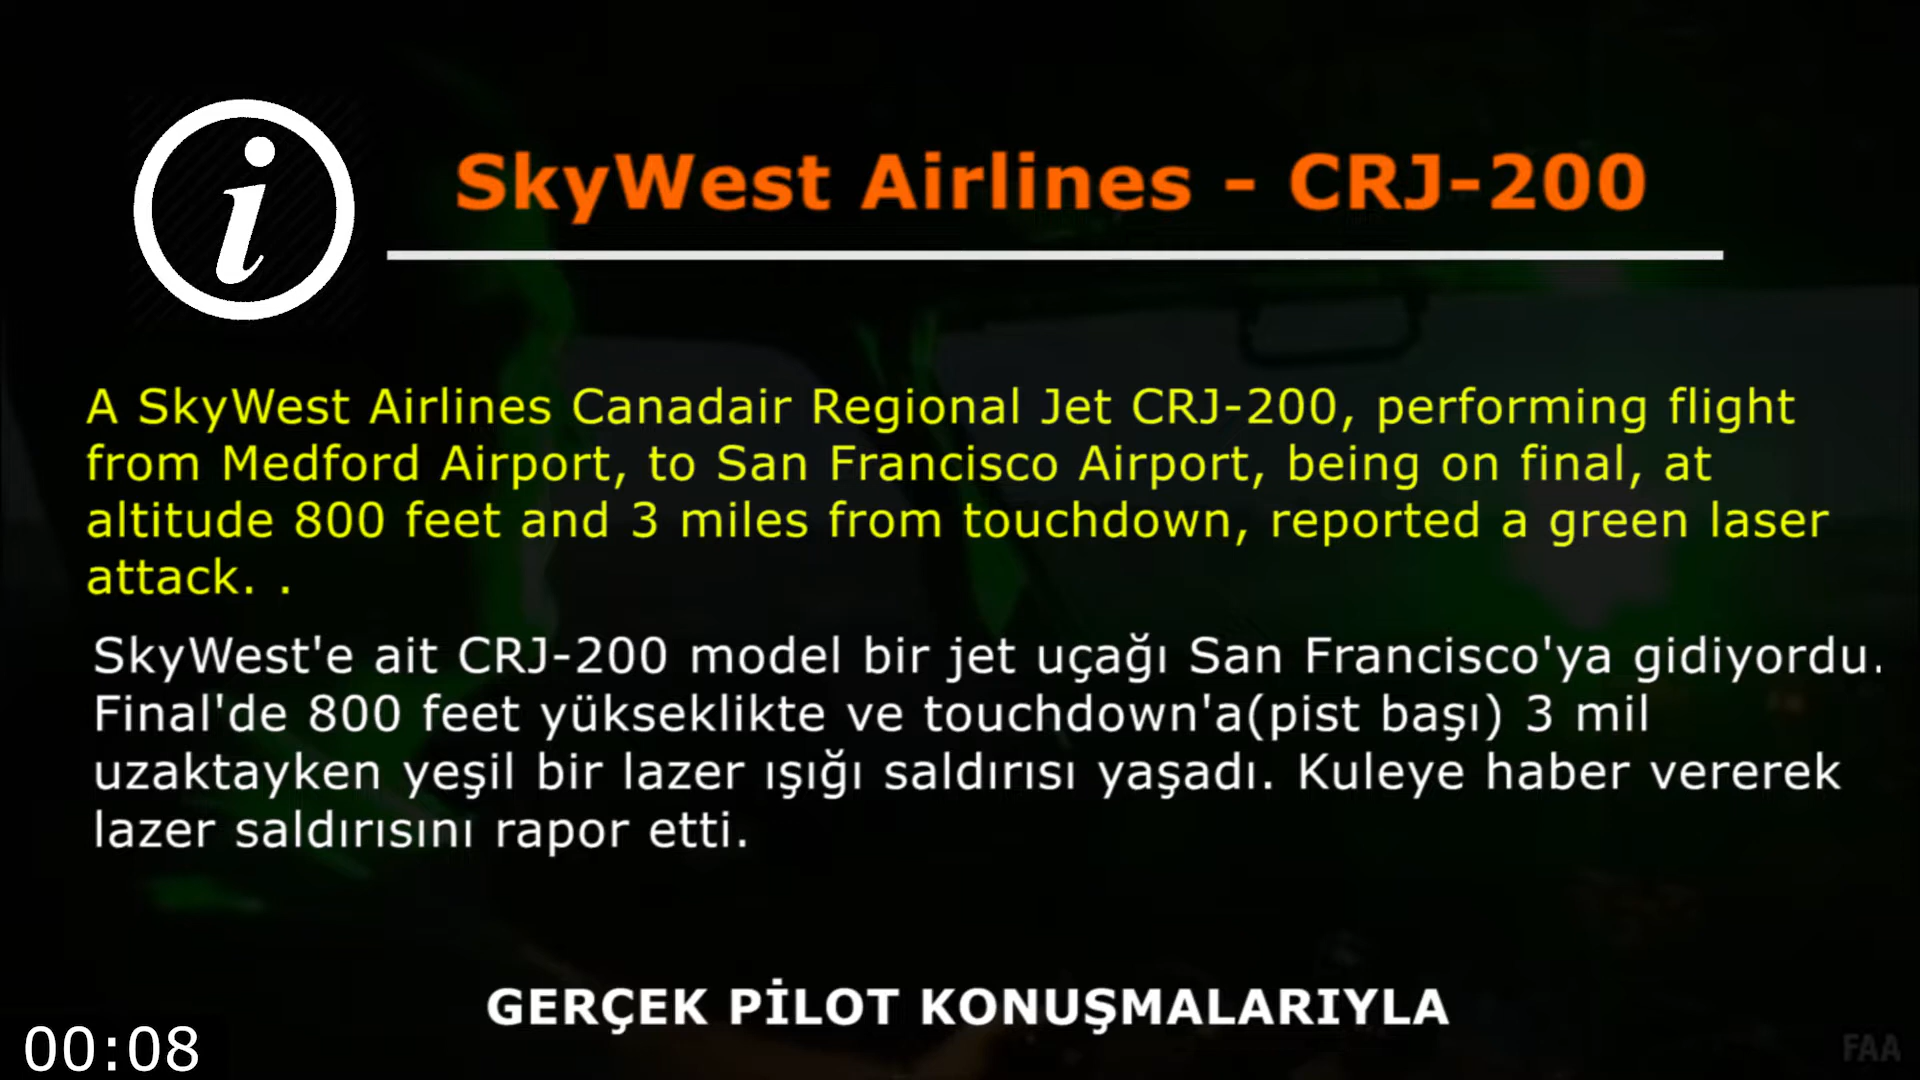 SkyWest Airlines - CRJ-200
A SkyWest Airlines Canadair Regional Jet CRJ-200, performing flight
from Medford Airport, to San Francisco Airport, being on final, at
altitude 800 feet and 3 miles from touchdown, reported a green laser
attack. .
SkyWest'e ait CRJ-200 model bir jet uçağı San Francisco'ya gidiyordu.
Final'de 800 feet yükseklikte ve touchdown'a(pist başı) 3 mil
uzaktayken yeşil bir lazer ışığı saldırısı yaşadı. Kuleye haber vererek
lazer saldırısını rapor etti.
GERÇEK PİLOT KONUŞMALARIYLA
00:08
FAA